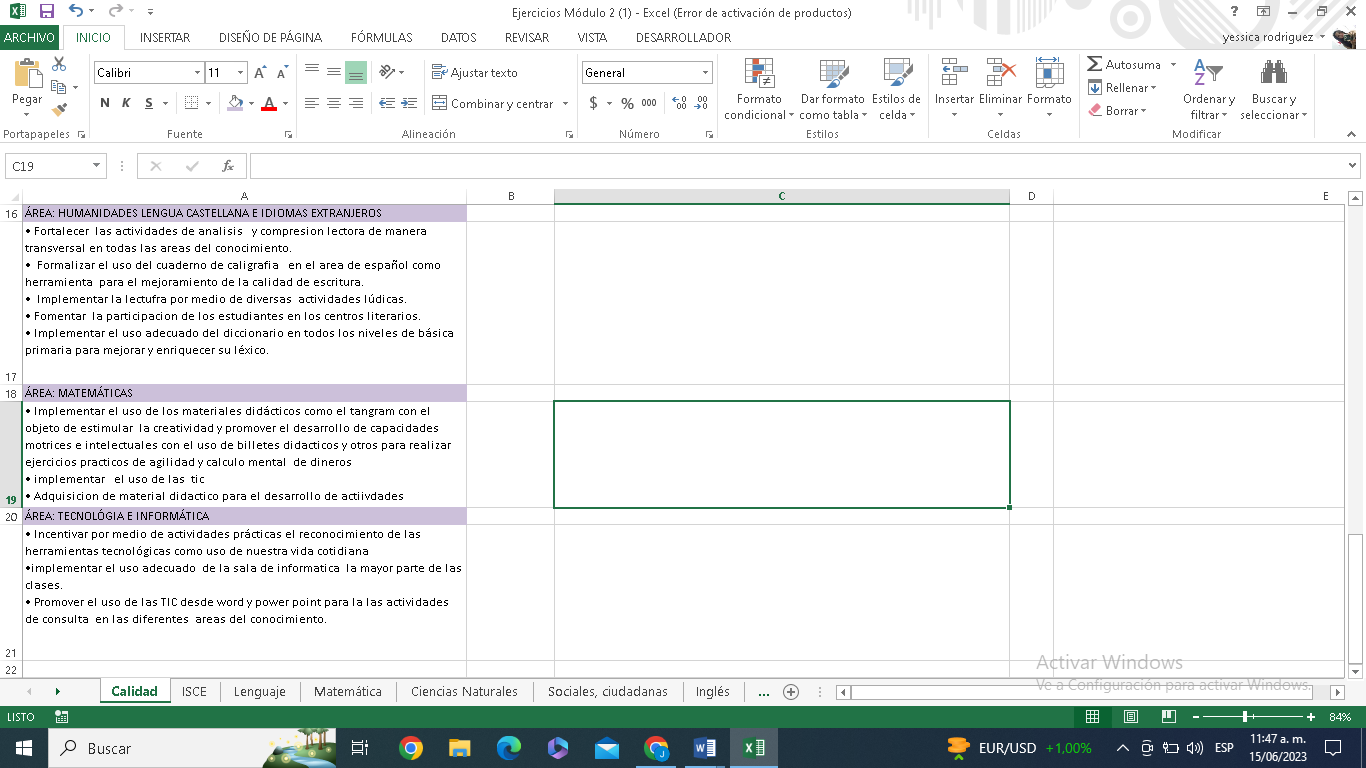 Ejercicios Módulo 2 (1) - Excel (Error de activación de productos)
?
ARCHIVO INICIO INSERTAR DISEÑO DE PÁGINA FÓRMULAS DATOS REVISAR VISTA DESARROLLADOR yessica rodriguez
Calibri 11 Ajustar texto General Autosuma
Rellenar
Pegar N K S A Combinar y centrar $ % 000 Formato condicional Dar formato como tabla Estilos de celda Insertar Eliminar Formato Borrar Ordenar y filtrar Buscar y seleccionar
Portapapeles Fuente Alineación Número Estilos Celdas Modificar
C19 fx
A B C D E
16 ÁREA: HUMANIDADES LENGUA CASTELLANA E IDIOMAS EXTRANJEROS
• Fortalecer las actividades de analisis y compresion lectora de manera
transversal en todas las areas del conocimiento.
• Formalizar el uso del cuaderno de caligrafia en el area de español como
herramienta para el mejoramiento de la calidad de escritura.
• Implementar la lectufra por medio de diversas actividades lúdicas.
• Fomentar la participacion de los estudiantes en los centros literarios.
• Implementar el uso adecuado del diccionario en todos los niveles de básica
primaria para mejorar y enriquecer su léxico.
17
18 ÁREA: MATEMÁTICAS
• Implementar el uso de los materiales didácticos como el tangram con el
objeto de estimular la creatividad y promover el desarrollo de capacidades
motrices e intelectuales con el uso de billetes didacticos y otros para realizar
ejercicios practicos de agilidad y calculo mental de dineros
• implementar el uso de las tic
19 • Adquisicion de material didactico para el desarrollo de actiivdades
20 ÁREA: TECNOLÓGIA E INFORMÁTICA
• Incentivar por medio de actividades prácticas el reconocimiento de las
herramientas tecnológicas como uso de nuestra vida cotidiana
•implementar el uso adecuado de la sala de informatica la mayor parte de las
clases.
• Promover el uso de las TIC desde word y power point para la las actividades
de consulta en las diferentes areas del conocimiento.
21
22
Activar Windows
Ve a Configuración para activar Windows.
Calidad ISCE Lenguaje Matemática Ciencias Naturales Sociales, ciudadanas Inglés ...
LISTO 84%
Buscar EUR/USD +1,00% ESP 11:47 a. m.
15/06/2023